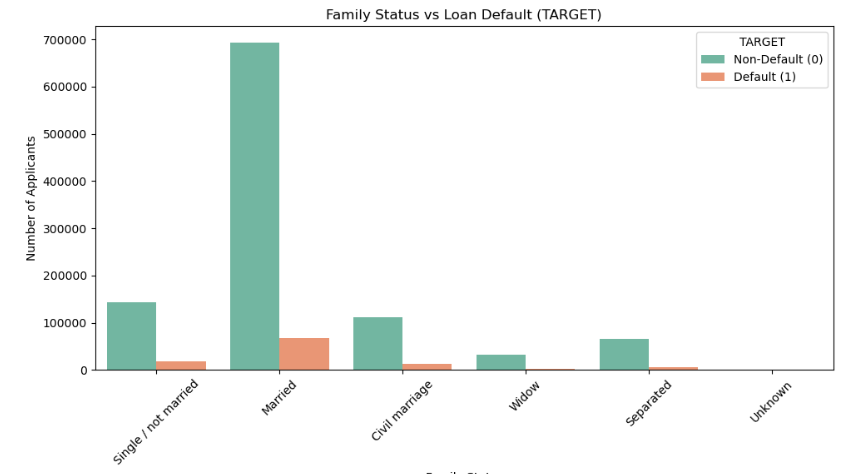 Family Status vs Loan Default (TARGET)
TARGET
Non-Default (0)
Default (1)
Number of Applicants
700000
600000
500000
400000
300000
200000
100000
0
Single / not married
Married
Civil marriage
Widow
Separated
Unknown